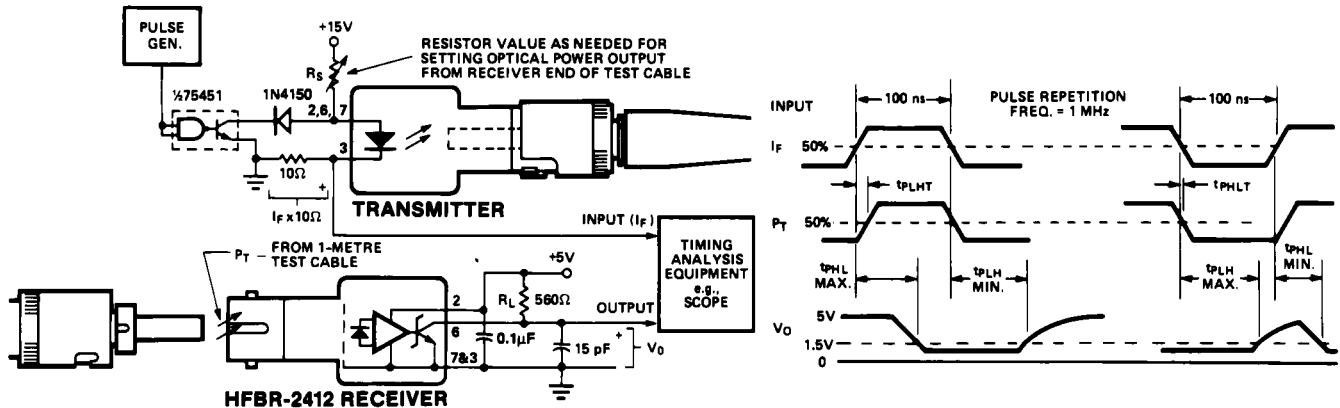 PULSE
GEN.
+15V
RESISTOR VALUE AS NEEDED FOR
SETTING OPTICAL POWER OUTPUT
FROM RECEIVER END OF TEST CABLE
RS
½75451
1N4150
2,6,
7
3
10Ω
+
IF x10Ω
TRANSMITTER
INPUT (IF)
TIMING
ANALYSIS
EQUIPMENT
e.g.,
SCOPE
OUTPUT
PT – FROM 1-METRE
TEST CABLE
+5V
RL
560Ω
2
6
0.1μF
7&3
15 pF
+
VO
HFBR-2412 RECEIVER
INPUT
100 ns
PULSE REPETITION
FREQ. = 1 MHz
100 ns
IF
50%
tPLHT
tPHLT
PT
50%
tPHL
MAX.
tPLH
MIN.
tPLH
MAX.
tPHL
MIN.
VO
5V
1.5V
0